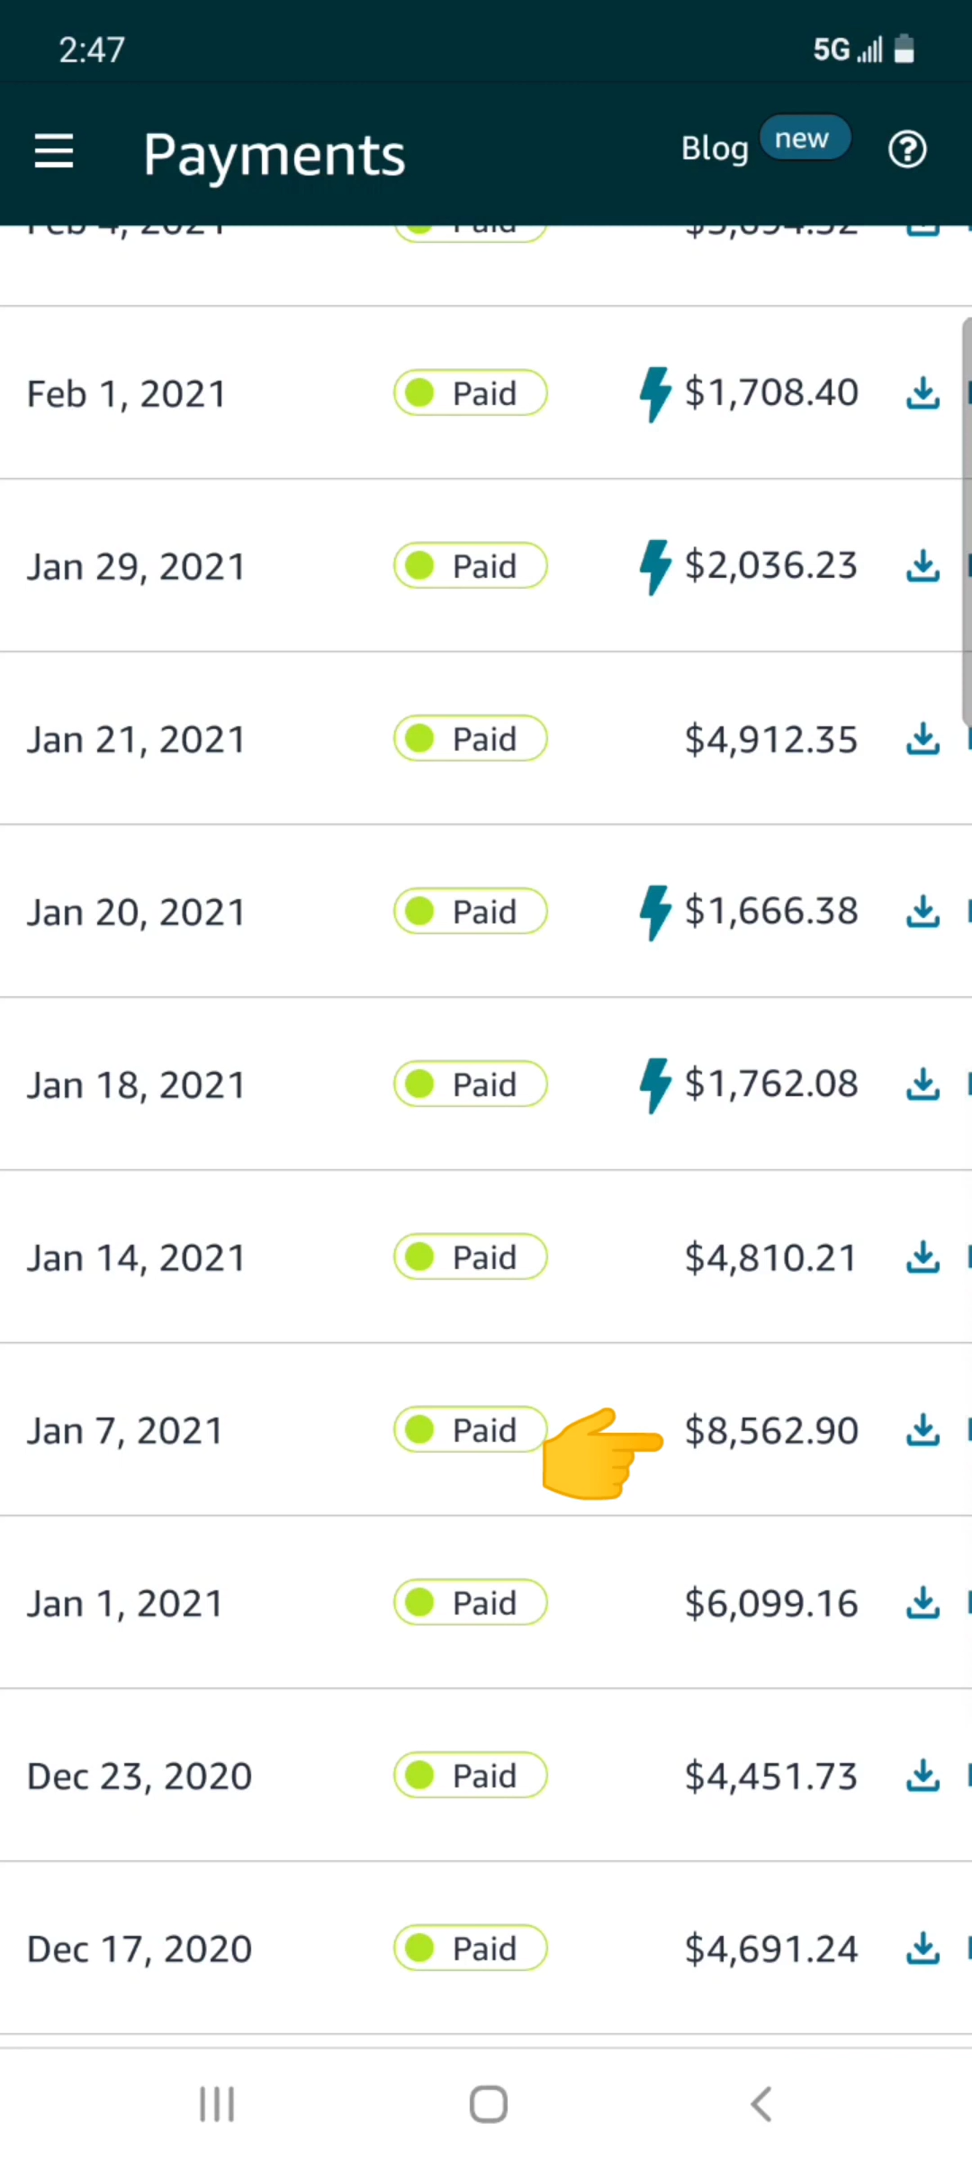 2:47 5G
Payments Blog new ?
Feb 4, 2021 Paid
Feb 1, 2021 Paid $1,708.40
Jan 29, 2021 Paid $2,036.23
Jan 21, 2021 Paid $4,912.35
Jan 20, 2021 Paid $1,666.38
Jan 18, 2021 Paid $1,762.08
Jan 14, 2021 Paid $4,810.21
Jan 7, 2021 Paid $8,562.90
Jan 1, 2021 Paid $6,099.16
Dec 23, 2020 Paid $4,451.73
Dec 17, 2020 Paid $4,691.24